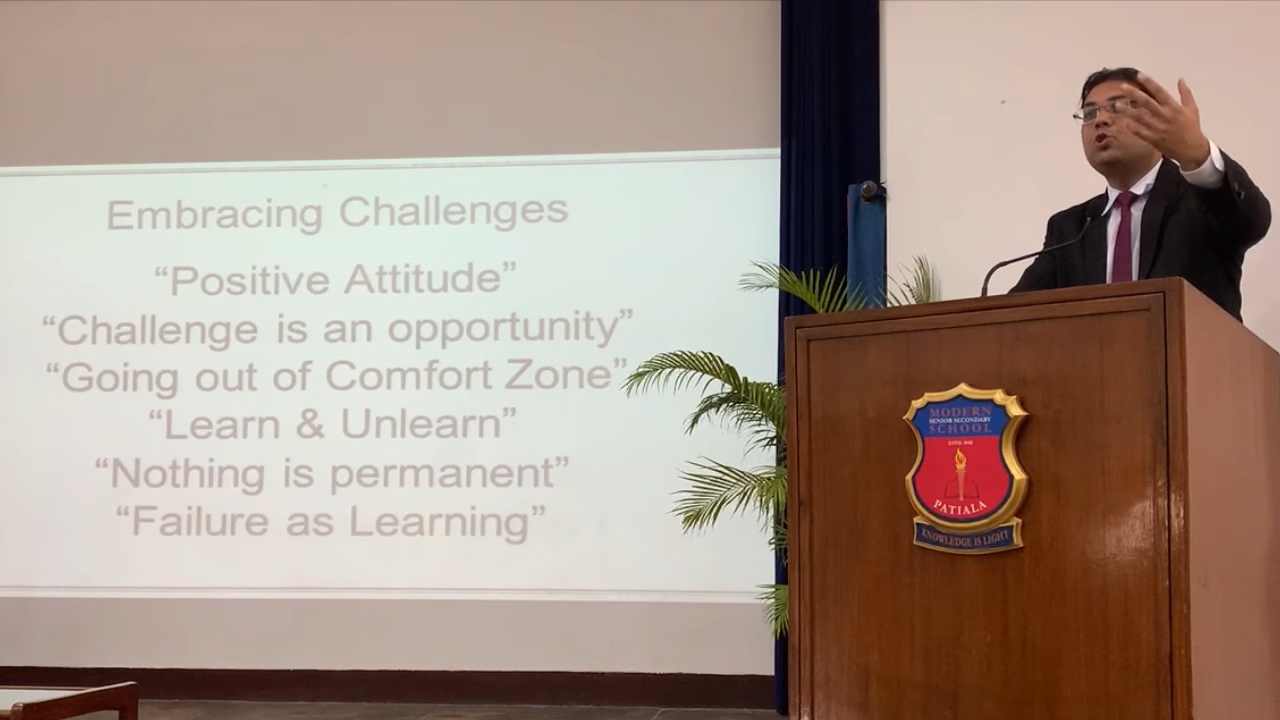 Embracing Challenges
“Positive Attitude”
“Challenge is an opportunity”
“Going out of Comfort Zone”
“Learn & Unlearn”
“Nothing is permanent”
“Failure as Learning”
MODERN
SENIOR SECONDARY
SCHOOL
PATIALA
KNOWLEDGE IS LIGHT